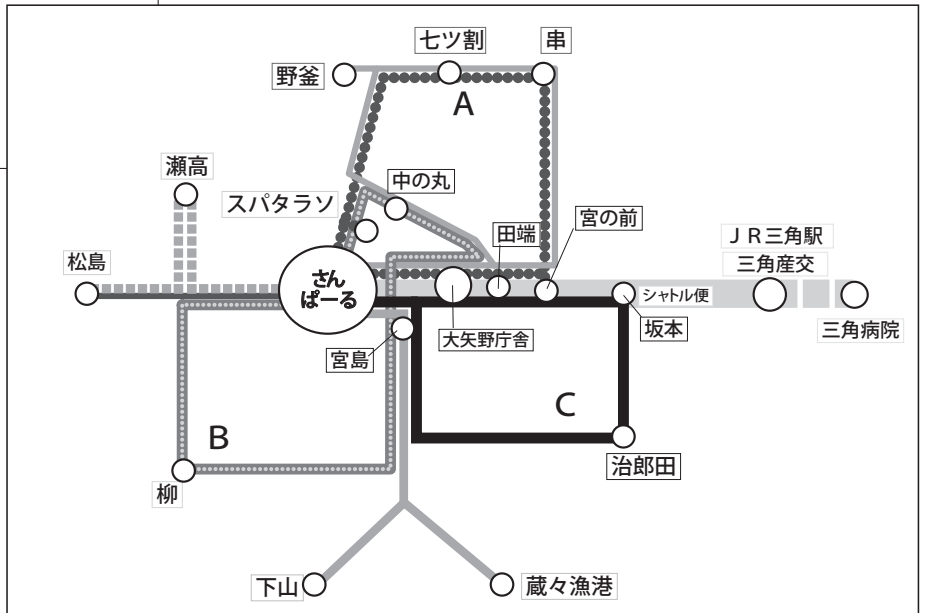 七ツ割
串
野釜
A
瀬高
中の丸
スパタラソ
宮の前
田端
JR三角駅
三角産交
松島
さん
ぱーる
シャトル便
坂本
三角病院
大矢野庁舎
宮島
C
B
治郎田
柳
下山
蔵々漁港